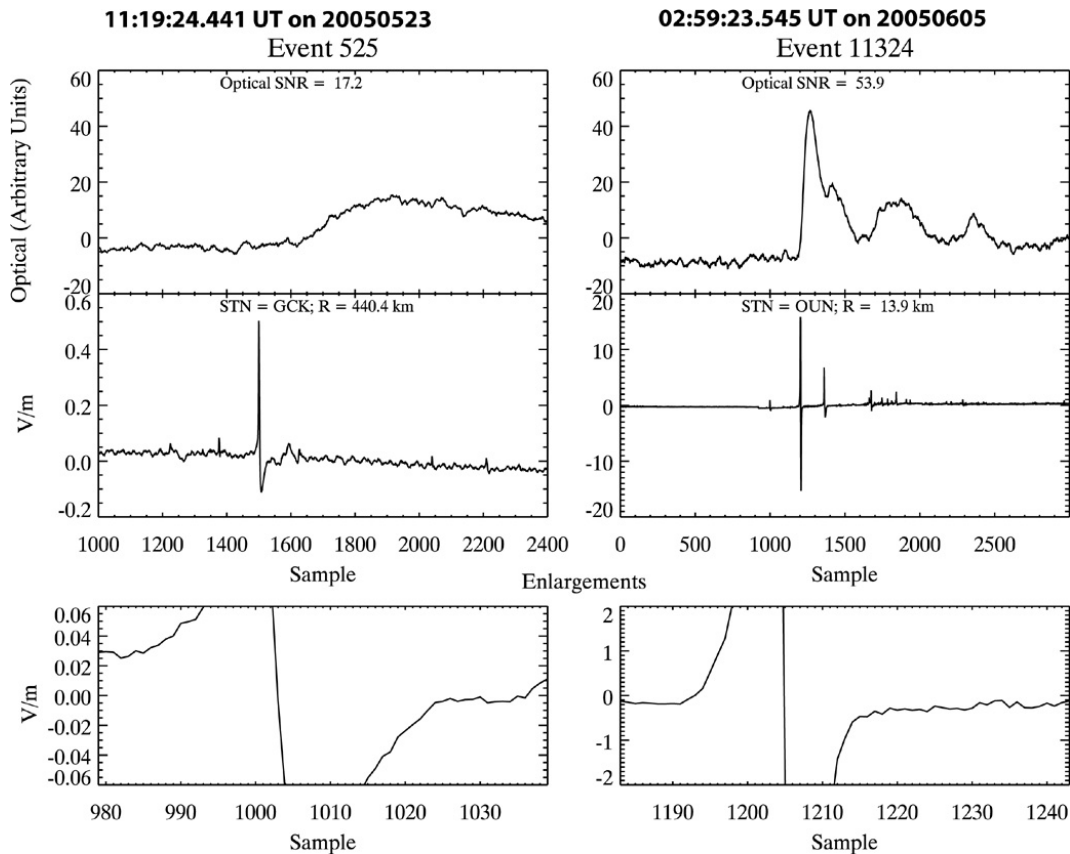 11:19:24.441 UT on 20050523
02:59:23.545 UT on 20050605
Event 525
Event 11324
Optical (Arbitrary Units)
60
40
20
0
-20
Optical SNR = 17.2
60
40
20
0
-20
Optical SNR = 53.9
V/m
0.6
0.4
0.2
0.0
-0.2
STN = GCK; R = 440.4 km
20
10
0
-10
-20
STN = OUN; R = 13.9 km
1000 1200 1400 1600 1800 2000 2200 2400
Sample
0 500 1000 1500 2000 2500
Sample
Enlargements
V/m
0.06
0.04
0.02
0.00
-0.02
-0.04
-0.06
2
1
0
-1
-2
980 990 1000 1010 1020 1030
Sample
1190 1200 1210 1220 1230 1240
Sample